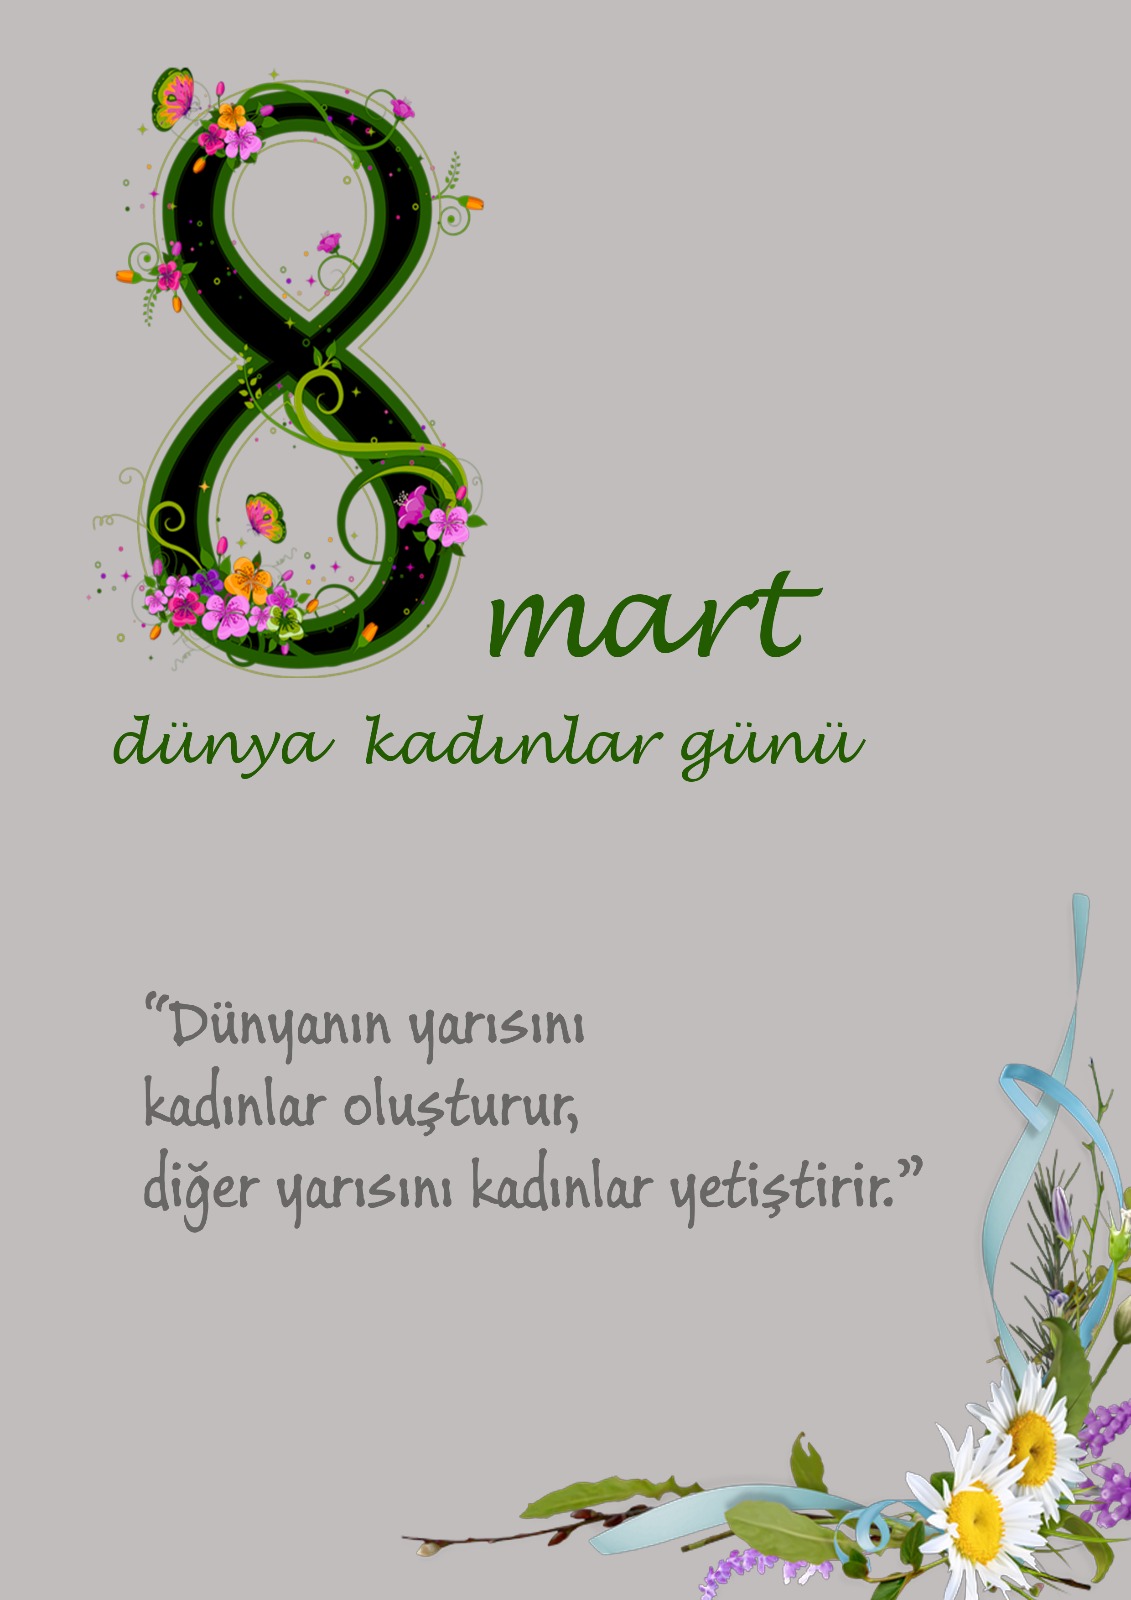 8 mart
dünya kadınlar günü
“Dünyanın yarısını
kadınlar oluşturur,
diğer yarısını kadınlar yetiştirir.”